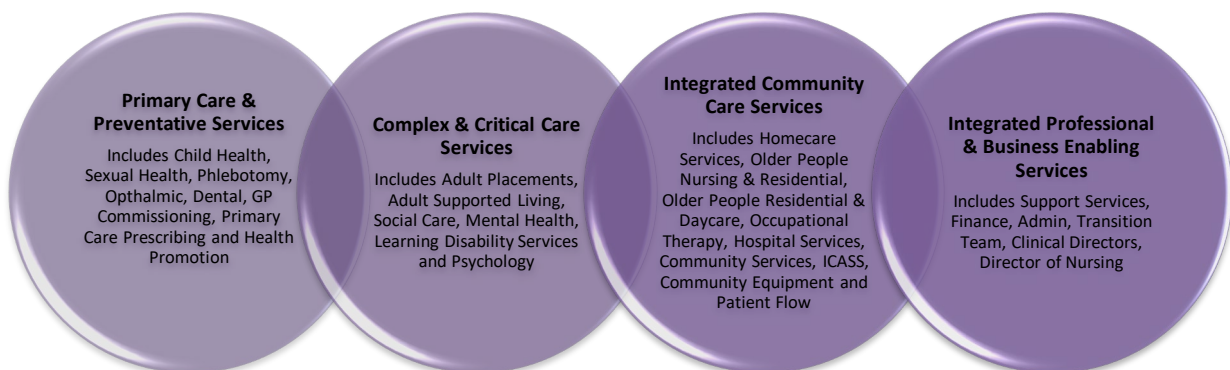 Primary Care &
Preventative Services
Includes Child Health,
Sexual Health, Phlebotomy,
Opthalmic, Dental, GP
Commissioning, Primary
Care Prescribing and Health
Promotion
Complex & Critical Care
Services
Includes Adult Placements,
Adult Supported Living,
Social Care, Mental Health,
Learning Disability Services
and Psychology
Integrated Community
Care Services
Includes Homecare
Services, Older People
Nursing & Residential,
Older People Residential &
Daycare, Occupational
Therapy, Hospital Services,
Community Services, ICASS,
Community Equipment and
Patient Flow
Integrated Professional
& Business Enabling
Services
Includes Support Services,
Finance, Admin, Transition
Team, Clinical Directors,
Director of Nursing